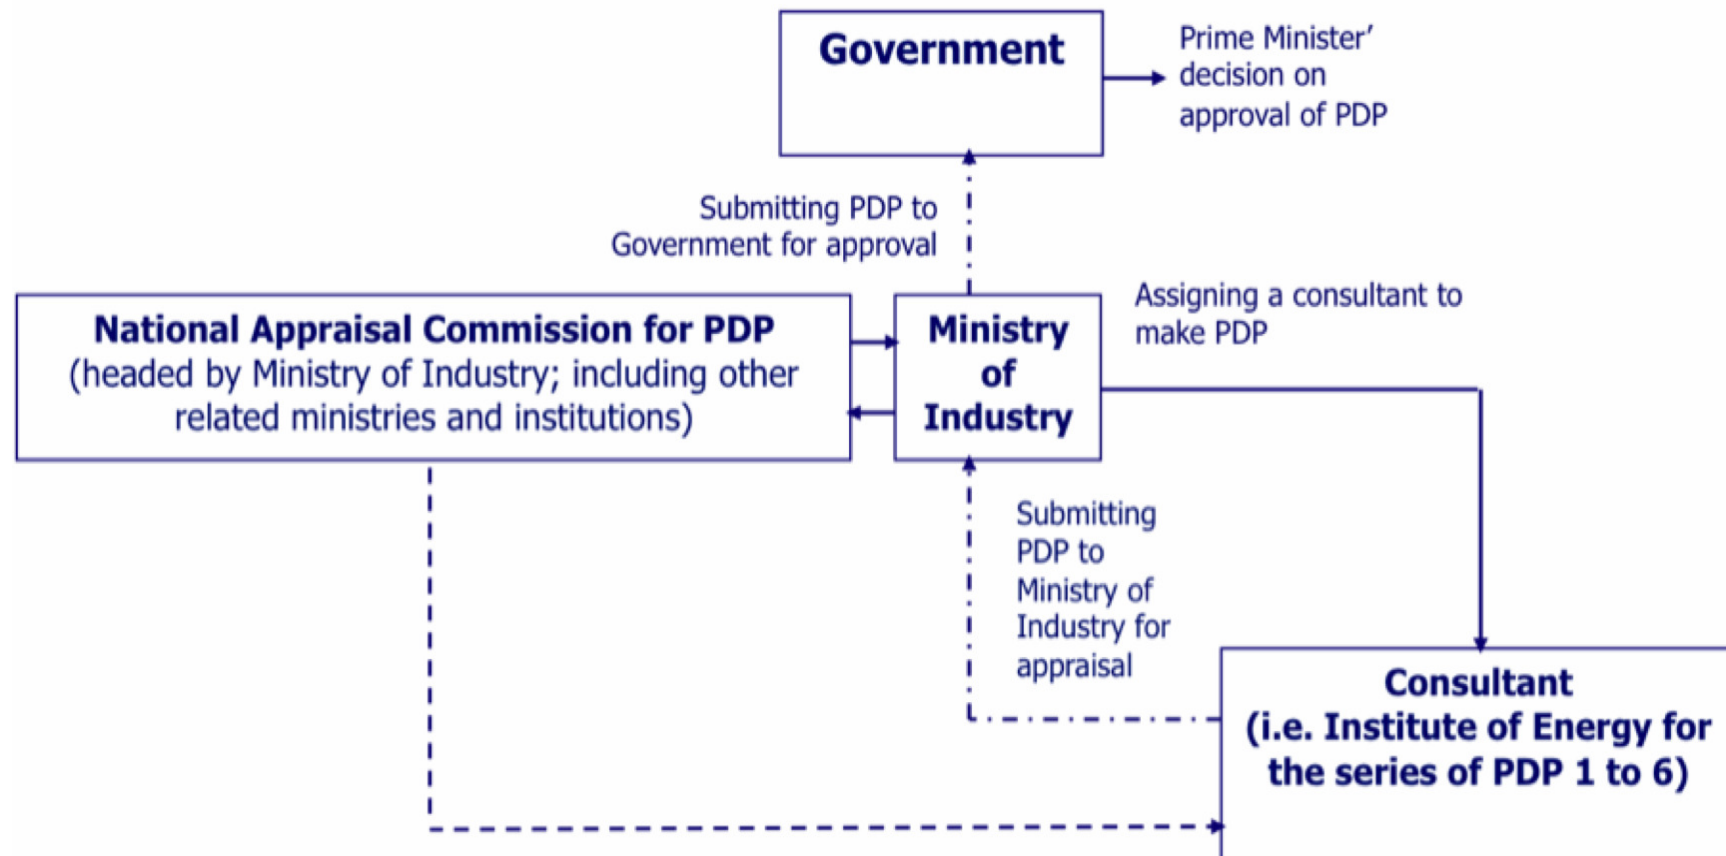 Government
Prime Minister’
decision on
approval of PDP
Submitting PDP to
Government for approval
National Appraisal Commission for PDP
(headed by Ministry of Industry; including other
related ministries and institutions)
Ministry
of
Industry
Assigning a consultant to
make PDP
Submitting
PDP to
Ministry of
Industry for
appraisal
Consultant
(i.e. Institute of Energy for
the series of PDP 1 to 6)